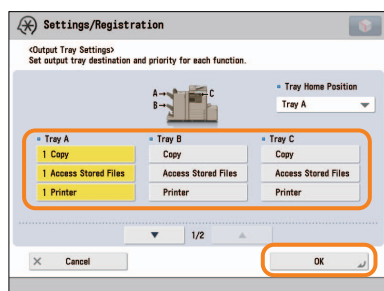 Settings/Registration
<Output Tray Settings>
Set output tray destination and priority for each function.
A
B
C
Tray Home Position
Tray A
Tray A Tray B Tray C
1 Copy Copy Copy
1 Access Stored Files Access Stored Files Access Stored Files
1 Printer Printer Printer
1/2
Cancel OK